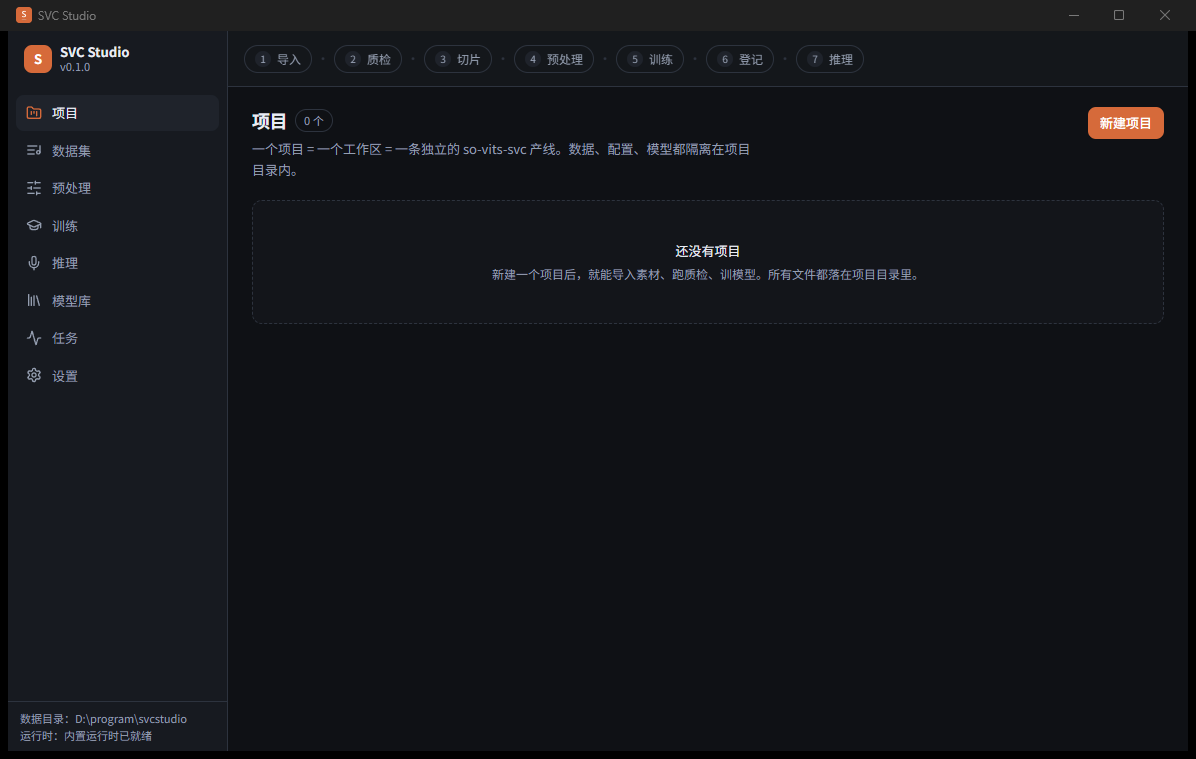 S SVC Studio
S SVC Studio
v0.1.0
1 导入 2 质检 3 切片 4 预处理 5 训练 6 登记 7 推理
项目
数据集
预处理
训练
推理
模型库
任务
设置
项目 0 个
新建项目
一个项目 = 一个工作区 = 一条独立的 so-vits-svc 产线。数据、配置、模型都隔离在项目
目录内。
还没有项目
新建一个项目后，就能导入素材、跑质检、训模型。所有文件都落在项目目录里。
数据目录：D:\program\svcstudio
运行时：内置运行时已就绪